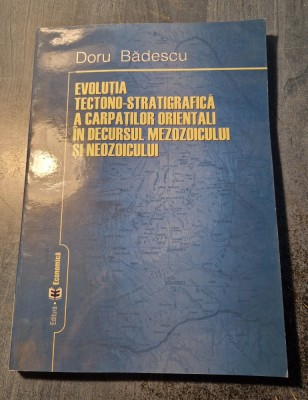 Doru Bădescu
EVOLUȚIA
TECTONO-STRATIGRAFICĂ
A CARPAȚILOR ORIENTALI
ÎN DECURSUL MEZOZOICULUI
ȘI NEOZOICULUI
Editura Economică